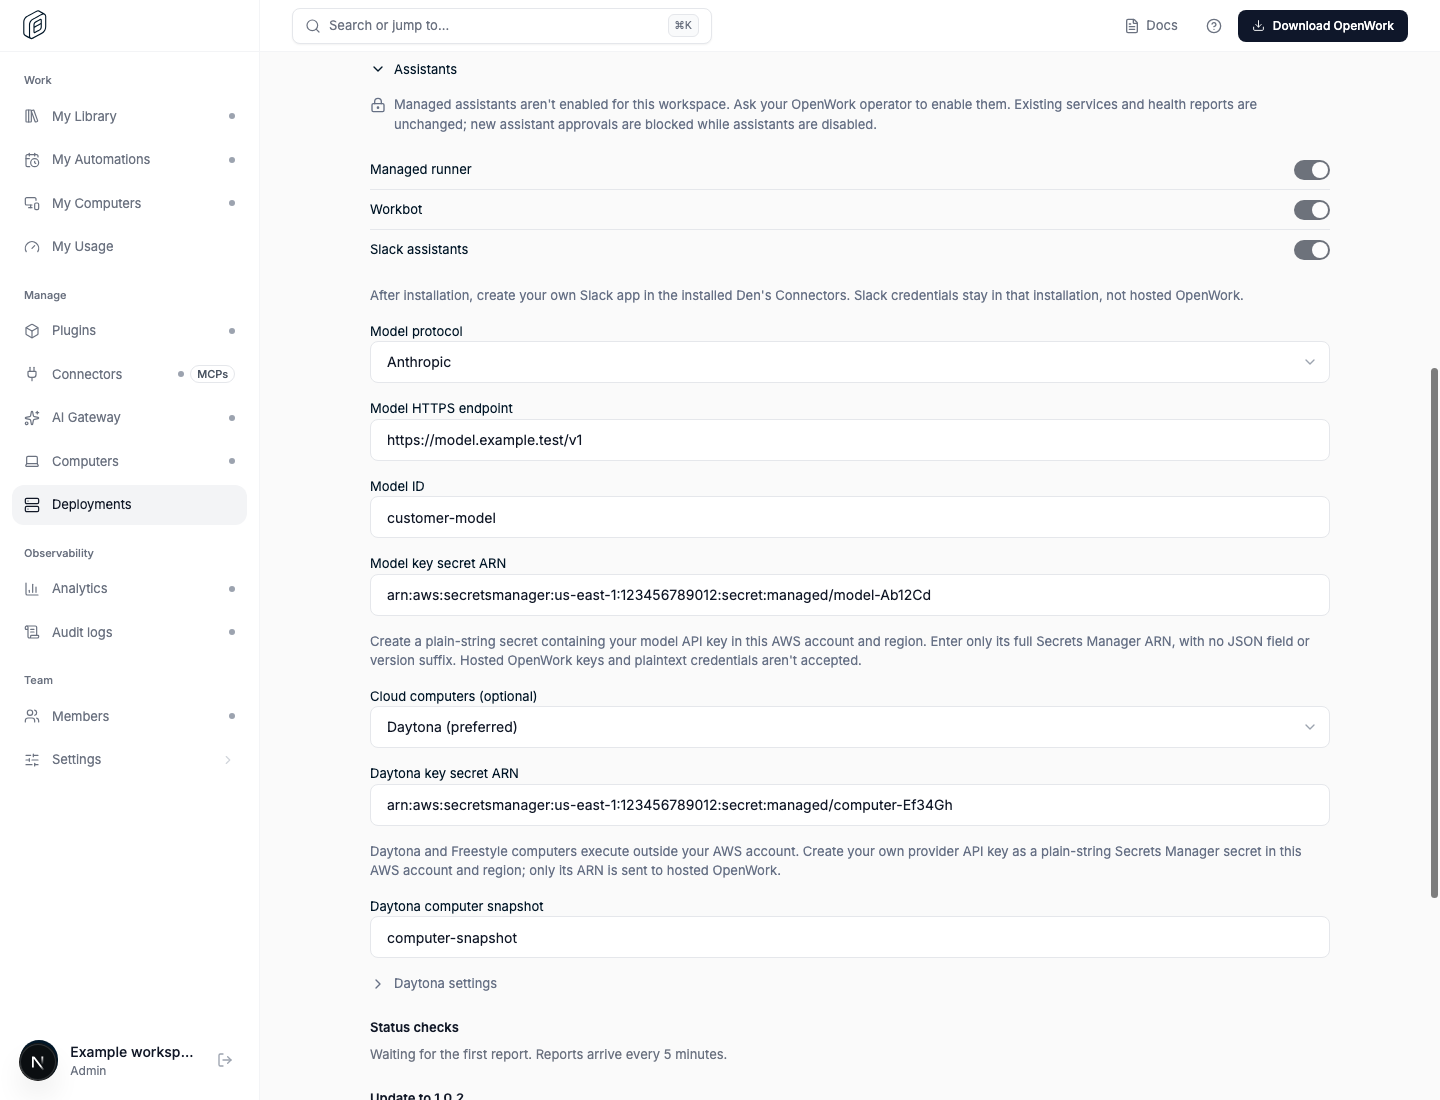 Search or jump to...
⌘K
Docs
Download OpenWork
Work
My Library
My Automations
My Computers
My Usage
Manage
Plugins
Connectors
MCPs
AI Gateway
Computers
Deployments
Observability
Analytics
Audit logs
Team
Members
Settings
Example worksp...
Admin
Assistants
Managed assistants aren't enabled for this workspace. Ask your OpenWork operator to enable them. Existing services and health reports are
unchanged; new assistant approvals are blocked while assistants are disabled.
Managed runner
Workbot
Slack assistants
After installation, create your own Slack app in the installed Den's Connectors. Slack credentials stay in that installation, not hosted OpenWork.
Model protocol
Anthropic
Model HTTPS endpoint
https://model.example.test/v1
Model ID
customer-model
Model key secret ARN
arn:aws:secretsmanager:us-east-1:123456789012:secret:managed/model-Ab12Cd
Create a plain-string secret containing your model API key in this AWS account and region. Enter only its full Secrets Manager ARN, with no JSON field or
version suffix. Hosted OpenWork keys and plaintext credentials aren't accepted.
Cloud computers (optional)
Daytona (preferred)
Daytona key secret ARN
arn:aws:secretsmanager:us-east-1:123456789012:secret:managed/computer-Ef34Gh
Daytona and Freestyle computers execute outside your AWS account. Create your own provider API key as a plain-string Secrets Manager secret in this
AWS account and region; only its ARN is sent to hosted OpenWork.
Daytona computer snapshot
computer-snapshot
Daytona settings
Status checks
Waiting for the first report. Reports arrive every 5 minutes.
Update to 1.0.2